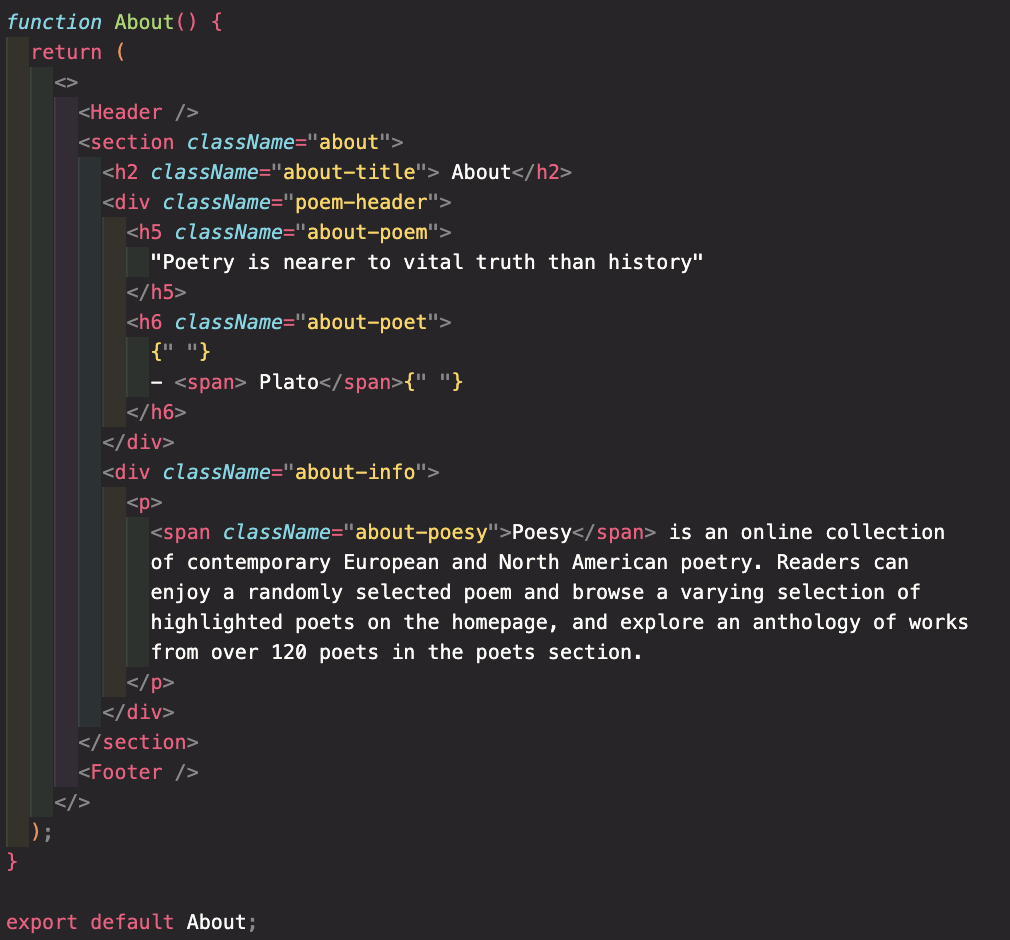 function About() {
  return (
    <>
      <Header />
      <section className="about">
        <h2 className="about-title"> About</h2>
        <div className="poem-header">
          <h5 className="about-poem">
            "Poetry is nearer to vital truth than history"
          </h5>
          <h6 className="about-poet">
            {" "}
            – <span> Plato</span>{" "}
          </h6>
        </div>
        <div className="about-info">
          <p>
            <span className="about-poesy">Poesy</span> is an online collection
            of contemporary European and North American poetry. Readers can
            enjoy a randomly selected poem and browse a varying selection of
            highlighted poets on the homepage, and explore an anthology of works
            from over 120 poets in the poets section.
          </p>
        </div>
      </section>
      <Footer />
    </>
  );
}

export default About;